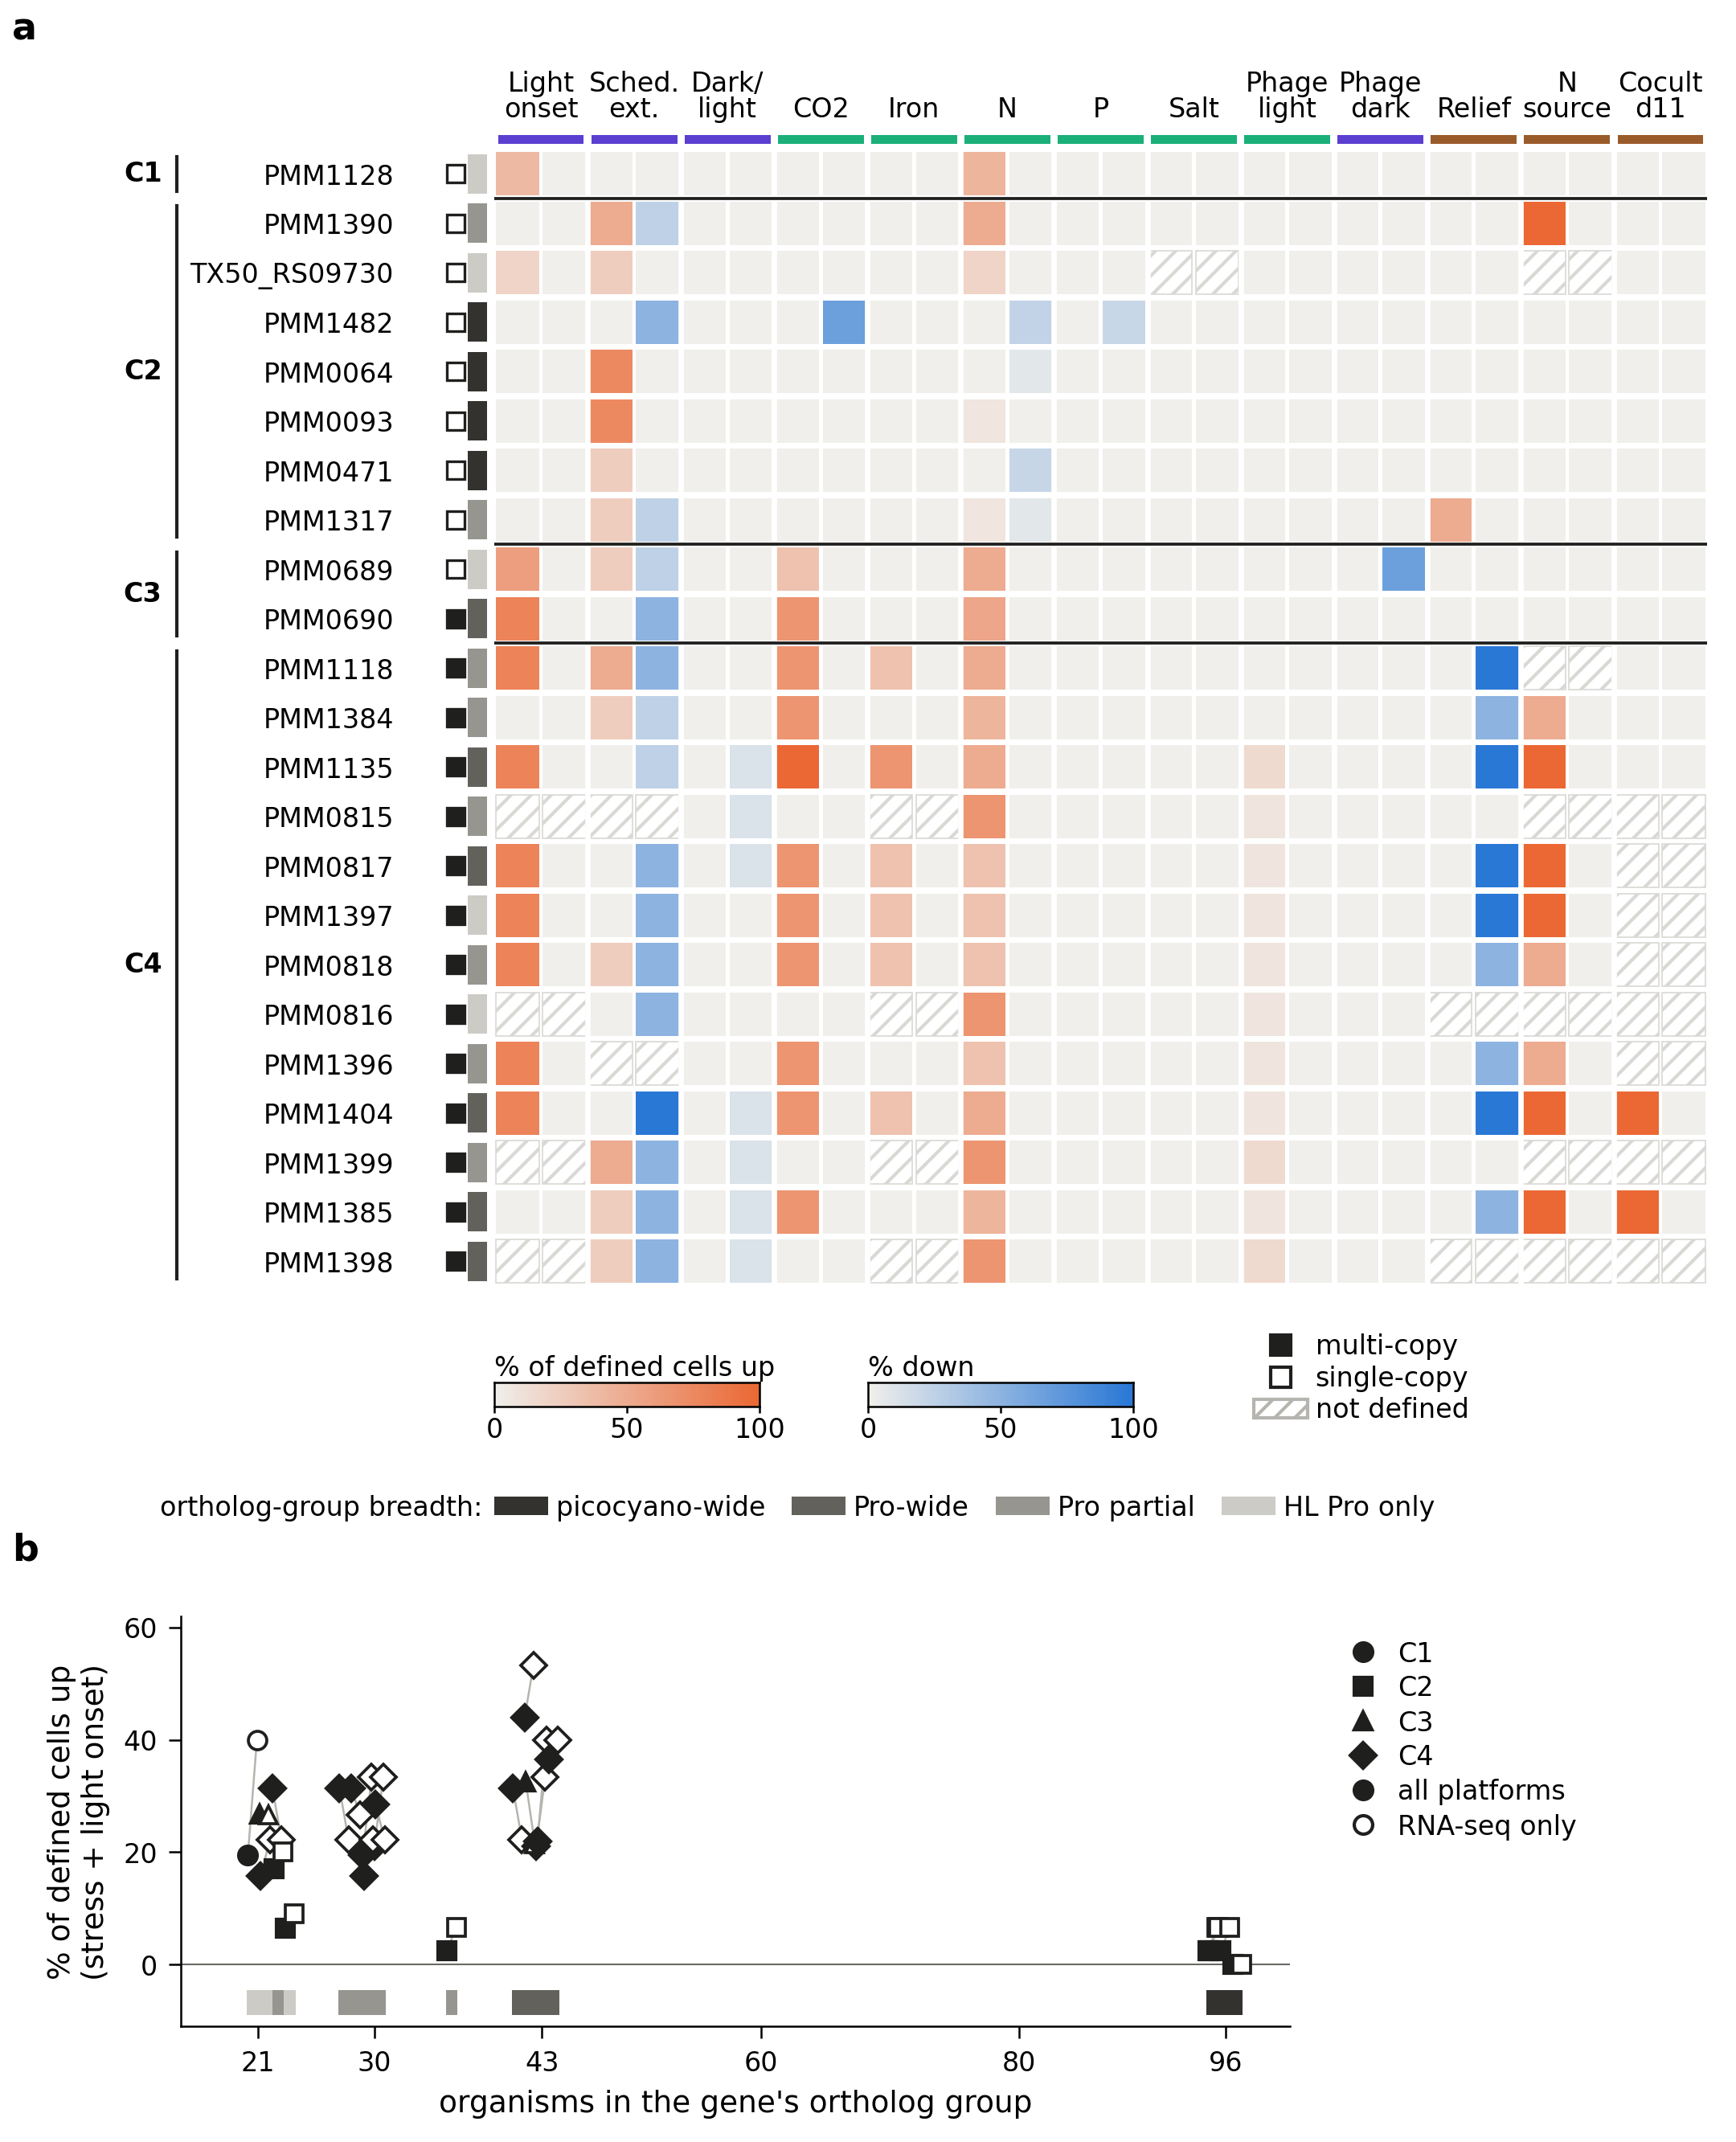 a
Light onset
Sched. ext.
Dark/ light
CO2
Iron
N
P
Salt
Phage light
Phage dark
Relief
N source
Cocult d11
C1
PMM1128
PMM1390
TX50_RS09730
PMM1482
C2
PMM0064
PMM0093
PMM0471
PMM1317
PMM0689
C3
PMM0690
PMM1118
PMM1384
PMM1135
PMM0815
PMM0817
PMM1397
C4
PMM0818
PMM0816
PMM1396
PMM1404
PMM1399
PMM1385
PMM1398
% of defined cells up
0 50 100
% down
0 50 100
multi-copy
single-copy
not defined
ortholog-group breadth: picocyano-wide Pro-wide Pro partial HL Pro only
b
% of defined cells up
(stress + light onset)
60
40
20
0
21 30 43 60 80 96
organisms in the gene's ortholog group
C1
C2
C3
C4
all platforms
RNA-seq only